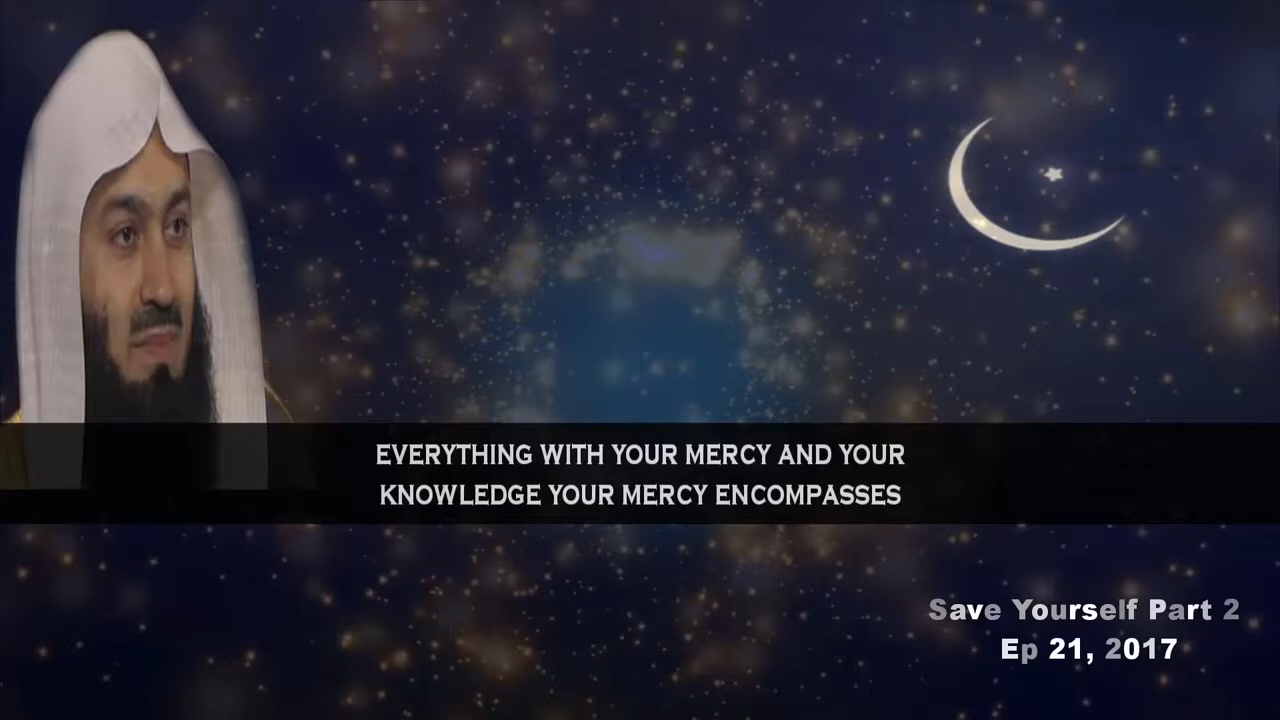 EVERYTHING WITH YOUR MERCY AND YOUR
KNOWLEDGE YOUR MERCY ENCOMPASSES
Save Yourself Part 2
Ep 21, 2017